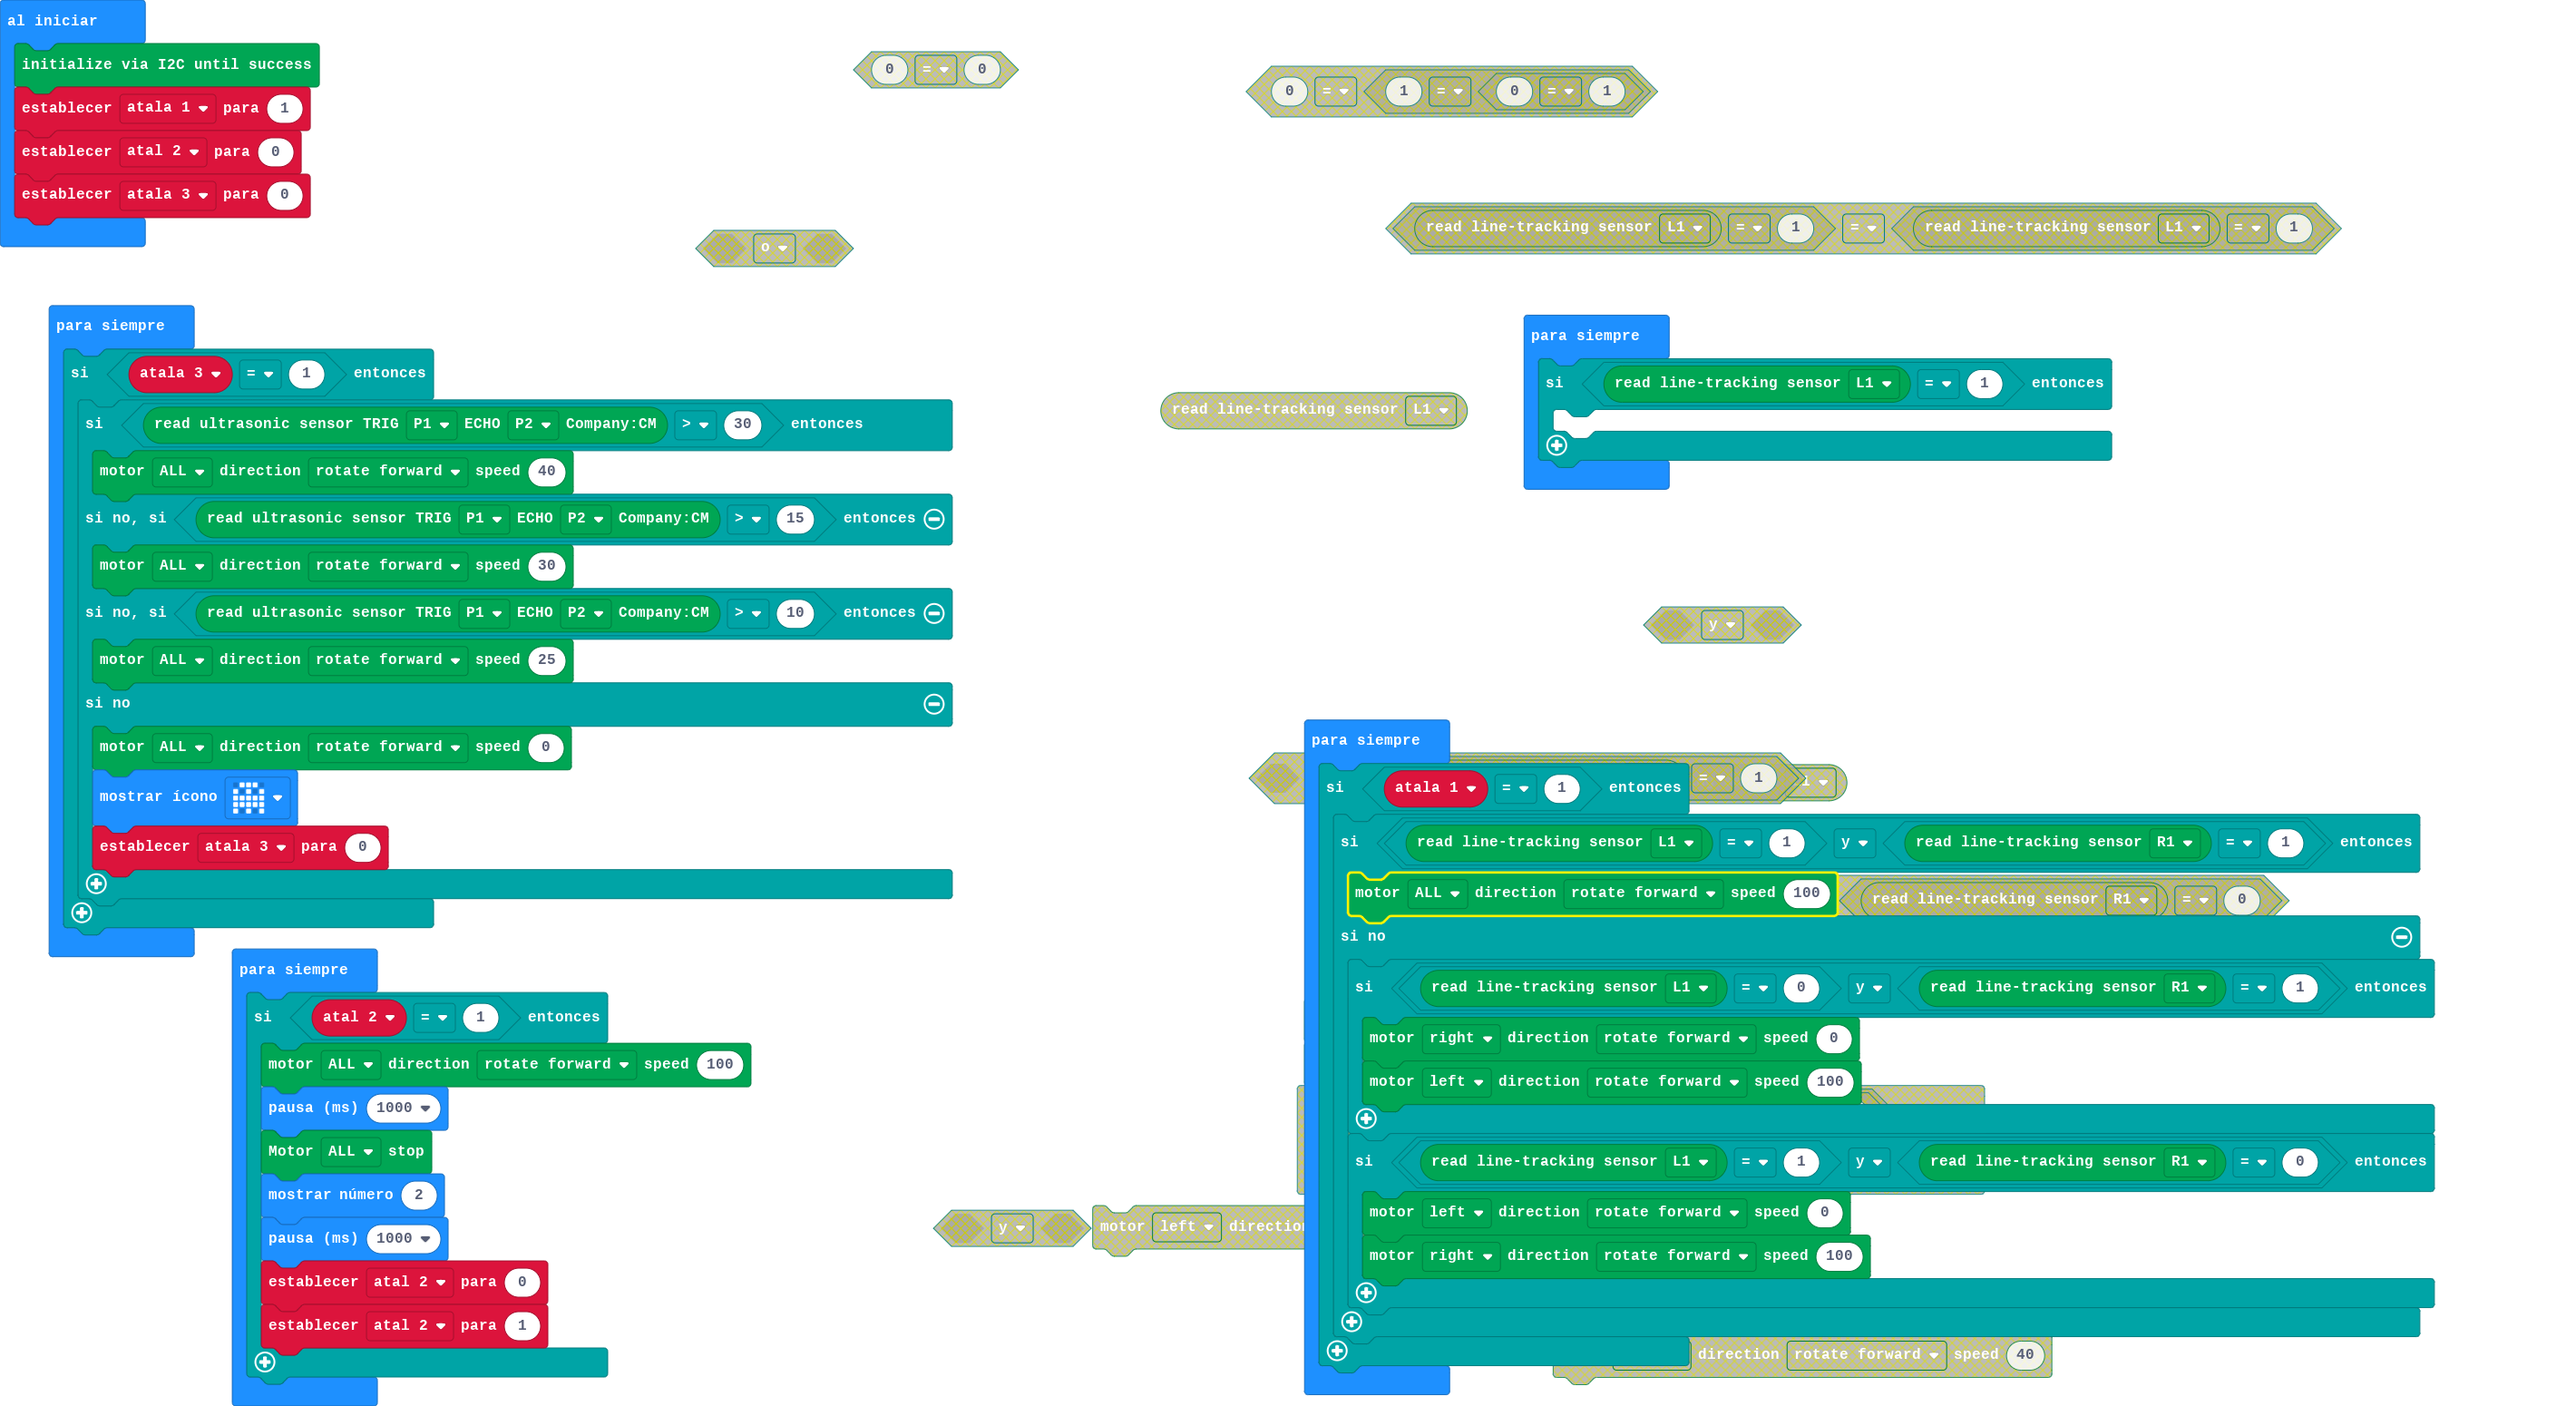 al iniciar
initialize via I2C until success
establecer atala 1 para 1
establecer atal 2 para 0
establecer atala 3 para 0
0 = 0
0 = 1 = 0 = 1
o
read line-tracking sensor L1 = 1 = read line-tracking sensor L1 = 1
para siempre
si atala 3 = 1 entonces
si read ultrasonic sensor TRIG P1 ECHO P2 Company:CM > 30 entonces
motor ALL direction rotate forward speed 40
si no, si read ultrasonic sensor TRIG P1 ECHO P2 Company:CM > 15 entonces
motor ALL direction rotate forward speed 30
si no, si read ultrasonic sensor TRIG P1 ECHO P2 Company:CM > 10 entonces
motor ALL direction rotate forward speed 25
si no
motor ALL direction rotate forward speed 0
mostrar ícono
establecer atala 3 para 0
read line-tracking sensor L1
para siempre
si read line-tracking sensor L1 = 1 entonces
y
para siempre
si atal 2 = 1 entonces
motor ALL direction rotate forward speed 100
pausa (ms) 1000
Motor ALL stop
mostrar número 2
pausa (ms) 1000
establecer atal 2 para 0
establecer atal 2 para 1
y
motor left direction
para siempre
si atala 1 = 1 entonces
= 1
si read line-tracking sensor L1 = 1 y read line-tracking sensor R1 = 1 entonces
motor ALL direction rotate forward speed 100
read line-tracking sensor R1 = 0
si no
si read line-tracking sensor L1 = 0 y read line-tracking sensor R1 = 1 entonces
motor right direction rotate forward speed 0
motor left direction rotate forward speed 100
si read line-tracking sensor L1 = 1 y read line-tracking sensor R1 = 0 entonces
motor left direction rotate forward speed 0
motor right direction rotate forward speed 100
direction rotate forward speed 40